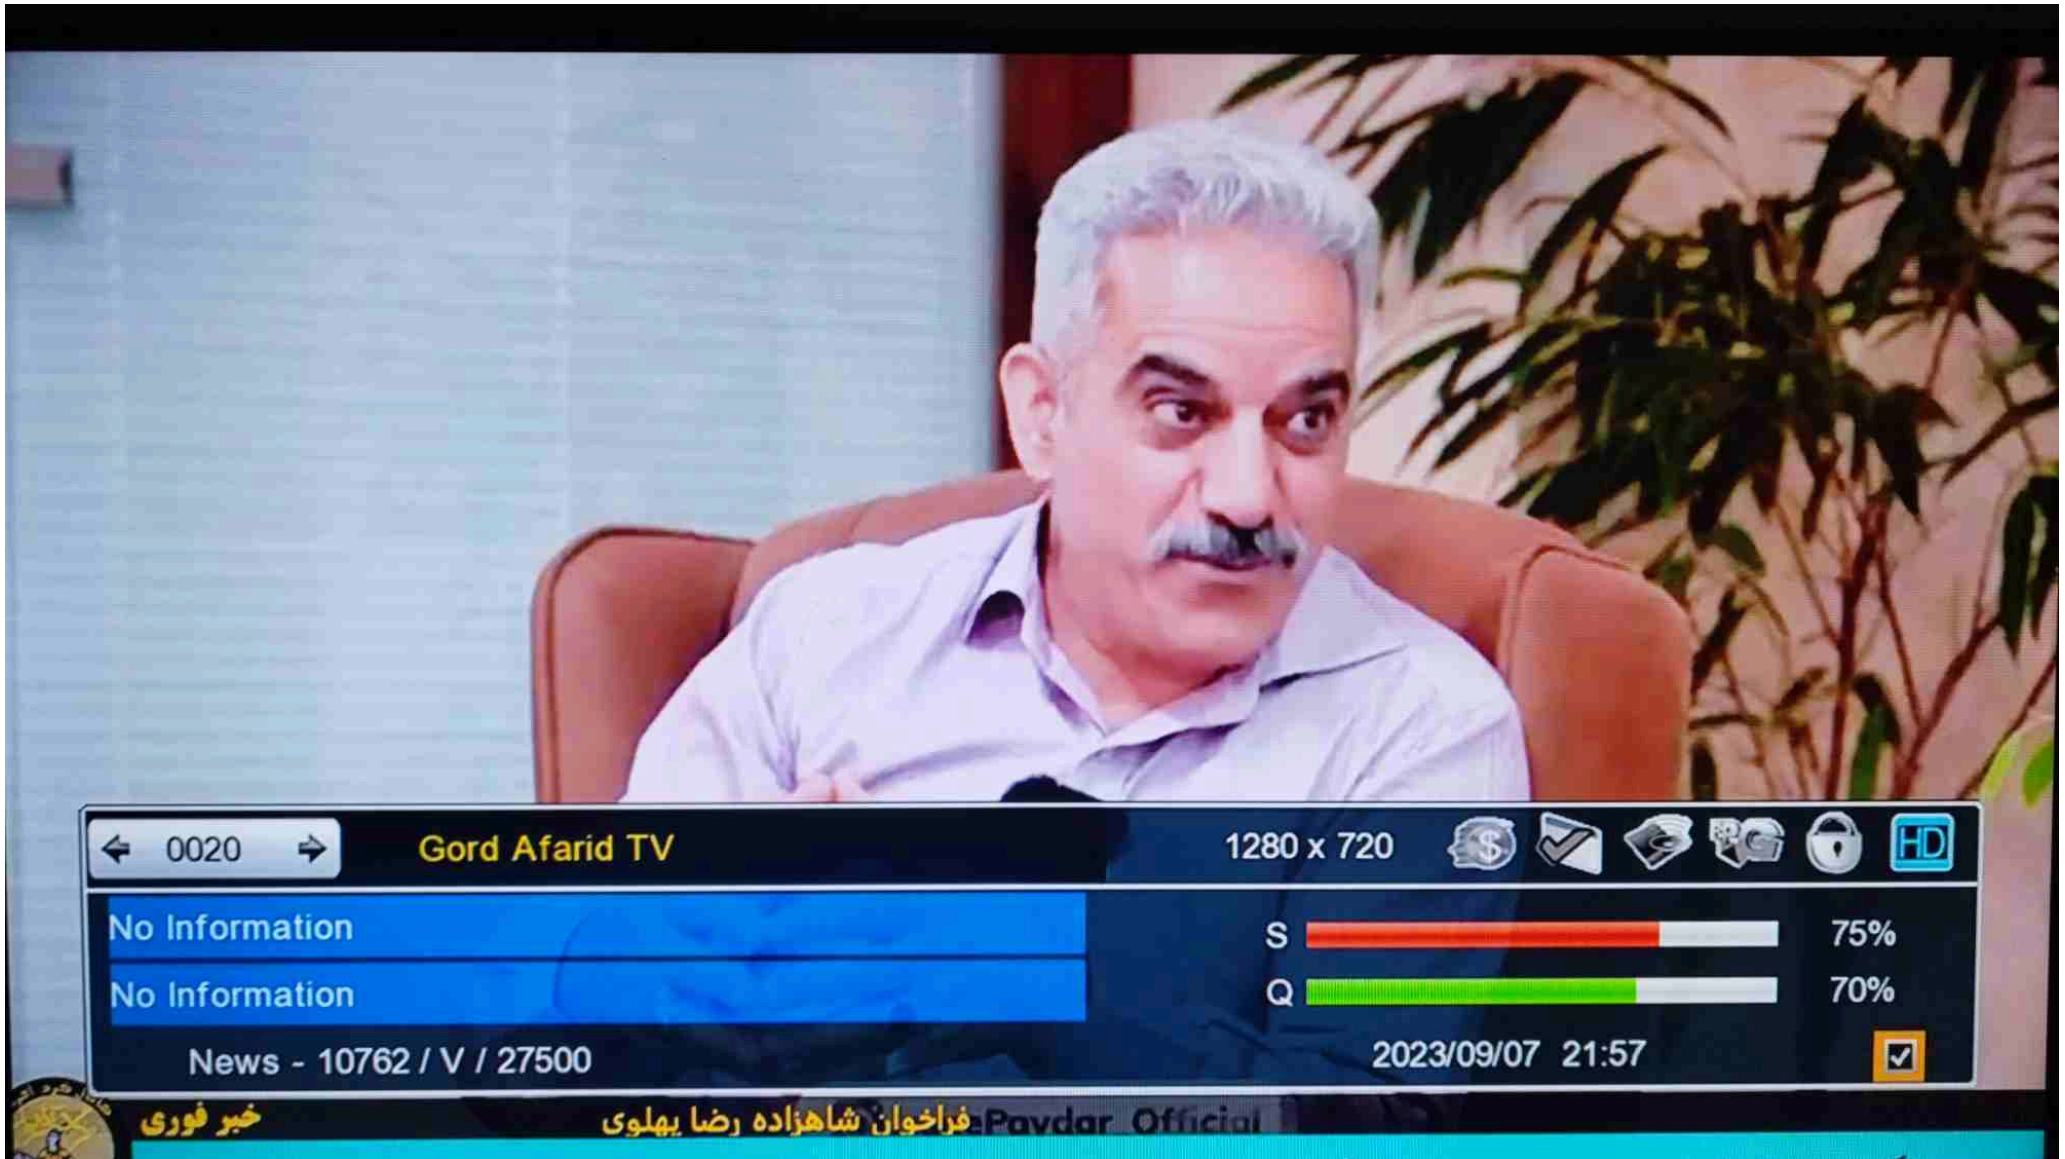 0020 Gord Afarid TV 1280 x 720 HD
No Information
S 75%
No Information
Q 70%
News - 10762 / V / 27500 2023/09/07 21:57
خبر فوری فراخوان شاهزاده رضا پهلوی
ePaydar_Official